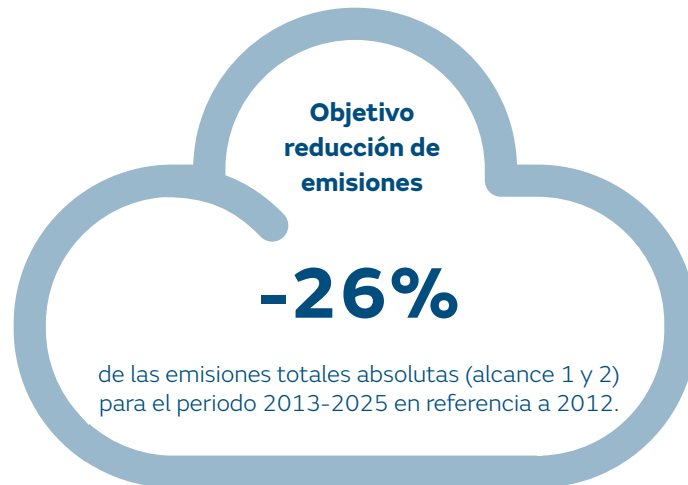 Objetivo
reducción de
emisiones
-26%
de las emisiones totales absolutas (alcance 1 y 2)
para el periodo 2013-2025 en referencia a 2012.